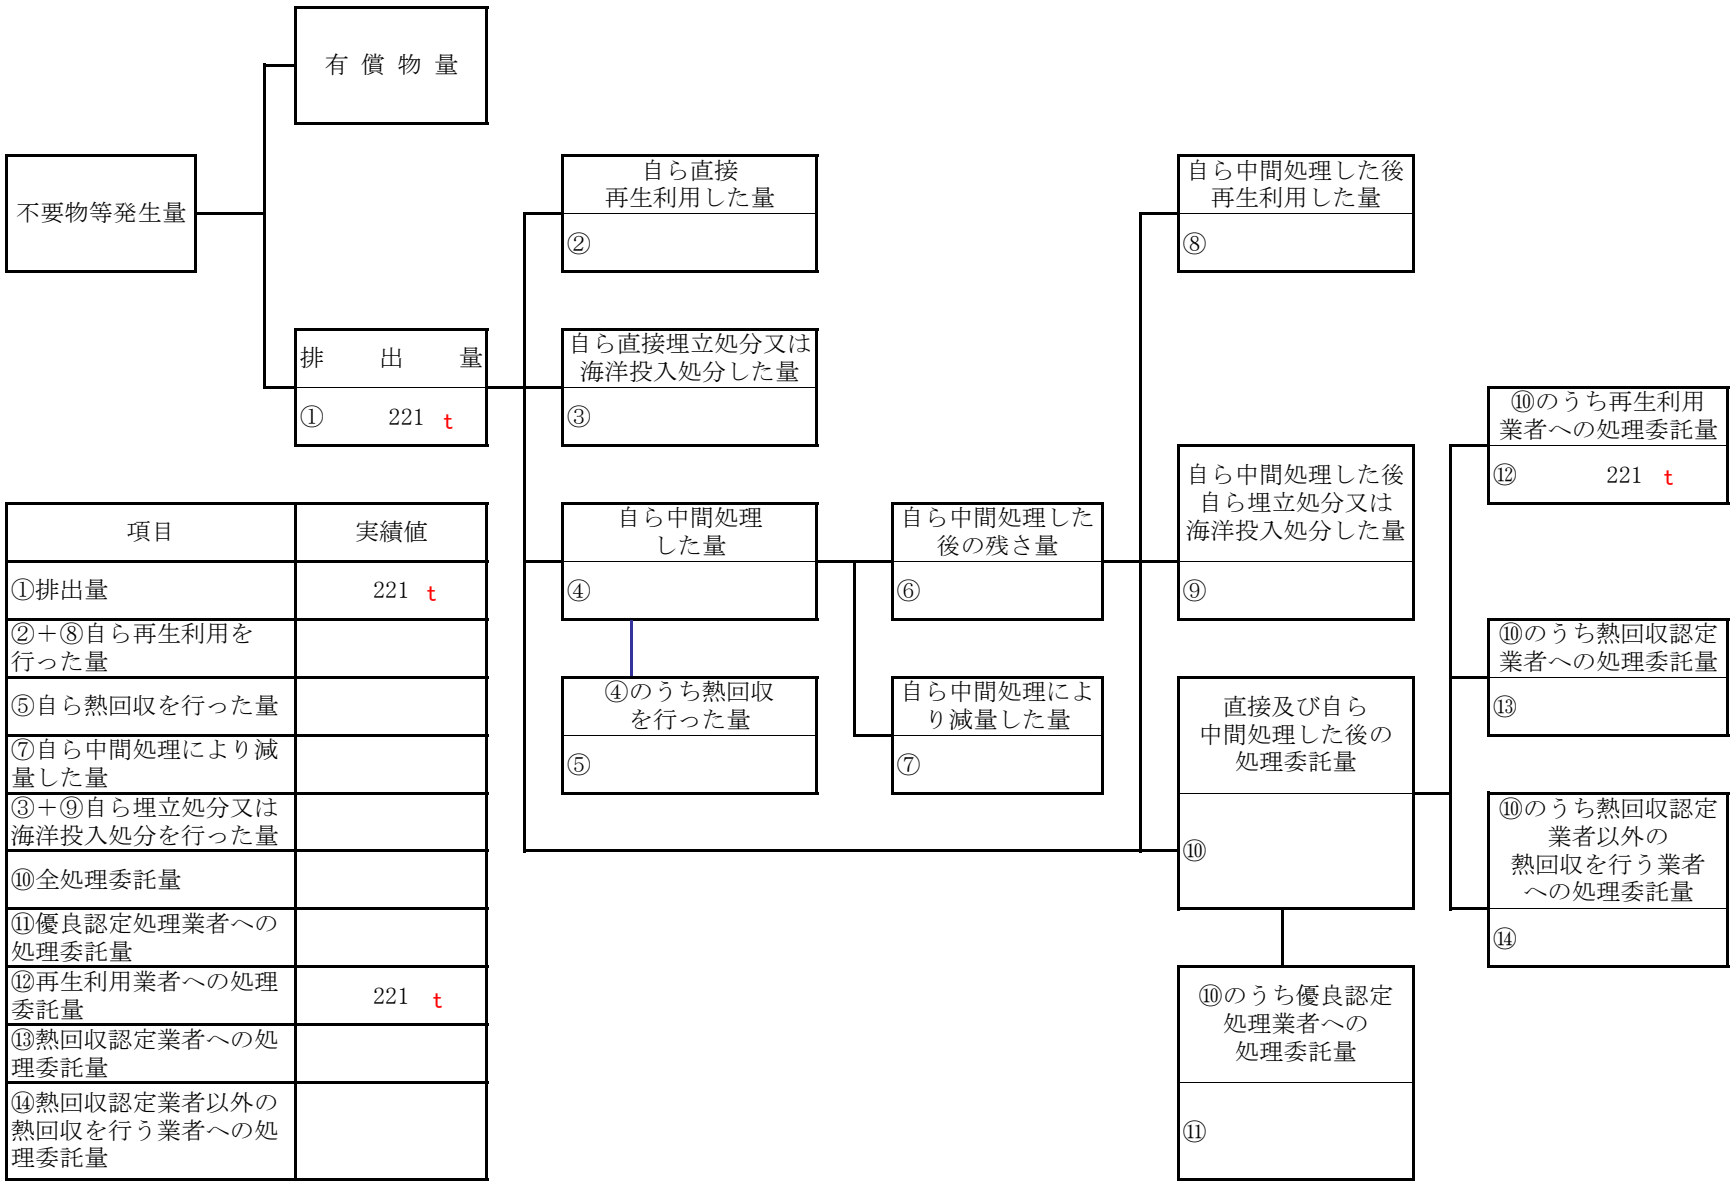 有 償 物 量
不要物等発生量
自ら直接
再生利用した量
②
自ら中間処理した後
再生利用した量
⑧
排 出 量
① 221 t
自ら直接埋立処分又は
海洋投入処分した量
③
⑩のうち再生利用
業者への処理委託量
⑫ 221 t
自ら中間処理した後
自ら埋立処分又は
海洋投入処分した量
⑨
自ら中間処理
した量
④
自ら中間処理した
後の残さ量
⑥
⑩のうち熱回収認定
業者への処理委託量
⑬
④のうち熱回収
を行った量
⑤
自ら中間処理によ
り減量した量
⑦
直接及び自ら
中間処理した後の
処理委託量
⑩
⑩のうち熱回収認定
業者以外の
熱回収を行う業者
への処理委託量
⑭
⑩のうち優良認定
処理業者への
処理委託量
⑪
項目 実績値
①排出量 221 t
②＋⑧自ら再生利用を
行った量
⑤自ら熱回収を行った量
⑦自ら中間処理により減
量した量
③＋⑨自ら埋立処分又は
海洋投入処分を行った量
⑩全処理委託量
⑪優良認定処理業者への
処理委託量
⑫再生利用業者への処理
委託量 221 t
⑬熱回収認定業者への処
理委託量
⑭熱回収認定業者以外の
熱回収を行う業者への処
理委託量